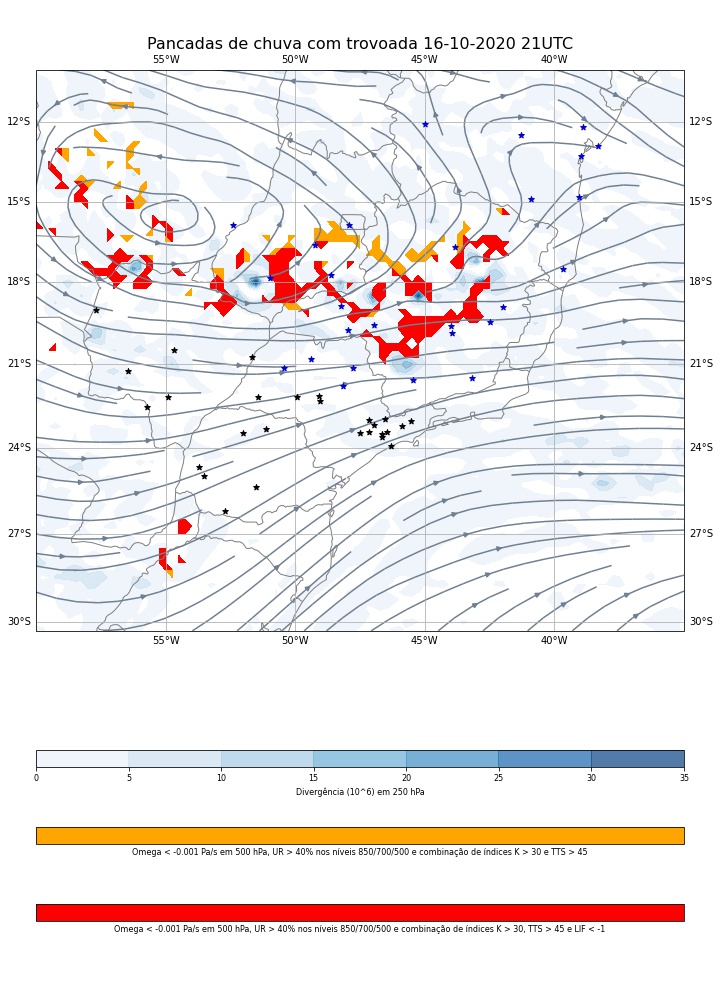 Pancadas de chuva com trovoada 16-10-2020 21UTC
55°W 50°W 45°W 40°W
12°S 12°S
15°S 15°S
18°S 18°S
21°S 21°S
24°S 24°S
27°S 27°S
30°S 30°S
55°W 50°W 45°W 40°W
0 5 10 15 20 25 30 35
Divergência (10^6) em 250 hPa
Omega < -0.001 Pa/s em 500 hPa, UR > 40% nos níveis 850/700/500 e combinação de índices K > 30 e TTS > 45
Omega < -0.001 Pa/s em 500 hPa, UR > 40% nos níveis 850/700/500 e combinação de índices K > 30, TTS > 45 e LIF < -1